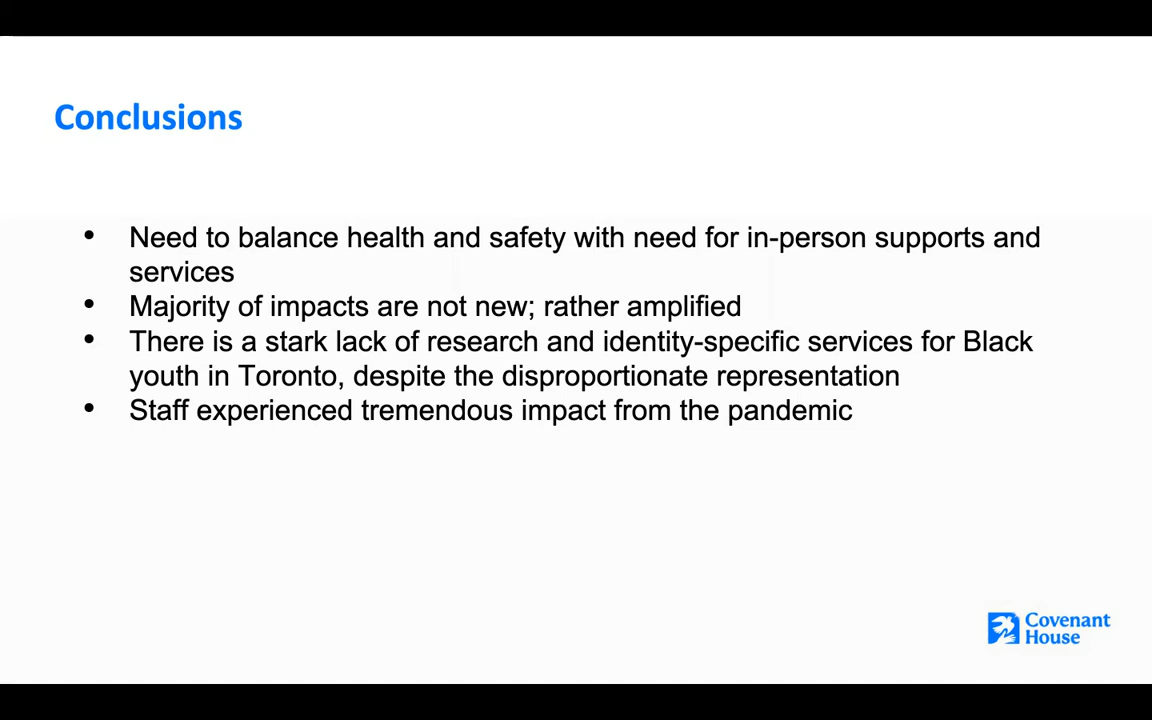 Conclusions
• Need to balance health and safety with need for in-person supports and
services
• Majority of impacts are not new; rather amplified
• There is a stark lack of research and identity-specific services for Black
youth in Toronto, despite the disproportionate representation
• Staff experienced tremendous impact from the pandemic
Covenant
House